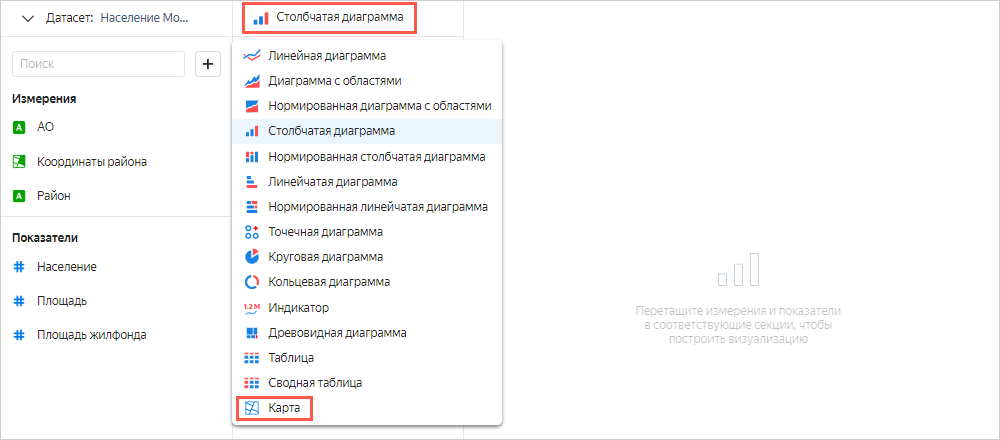 Датасет: Население Мо...
Столбчатая диаграмма
Поиск
+
Измерения
A АО
Координаты района
A Район
Показатели
# Население
# Площадь
# Площадь жилфонда
Линейная диаграмма
Диаграмма с областями
Нормированная диаграмма с областями
Столбчатая диаграмма
Нормированная столбчатая диаграмма
Линейчатая диаграмма
Нормированная линейчатая диаграмма
Точечная диаграмма
Круговая диаграмма
Кольцевая диаграмма
1.2M Индикатор
Древовидная диаграмма
Таблица
Сводная таблица
Карта
Перетащите измерения и показатели
в соответствующие секции, чтобы
построить визуализацию